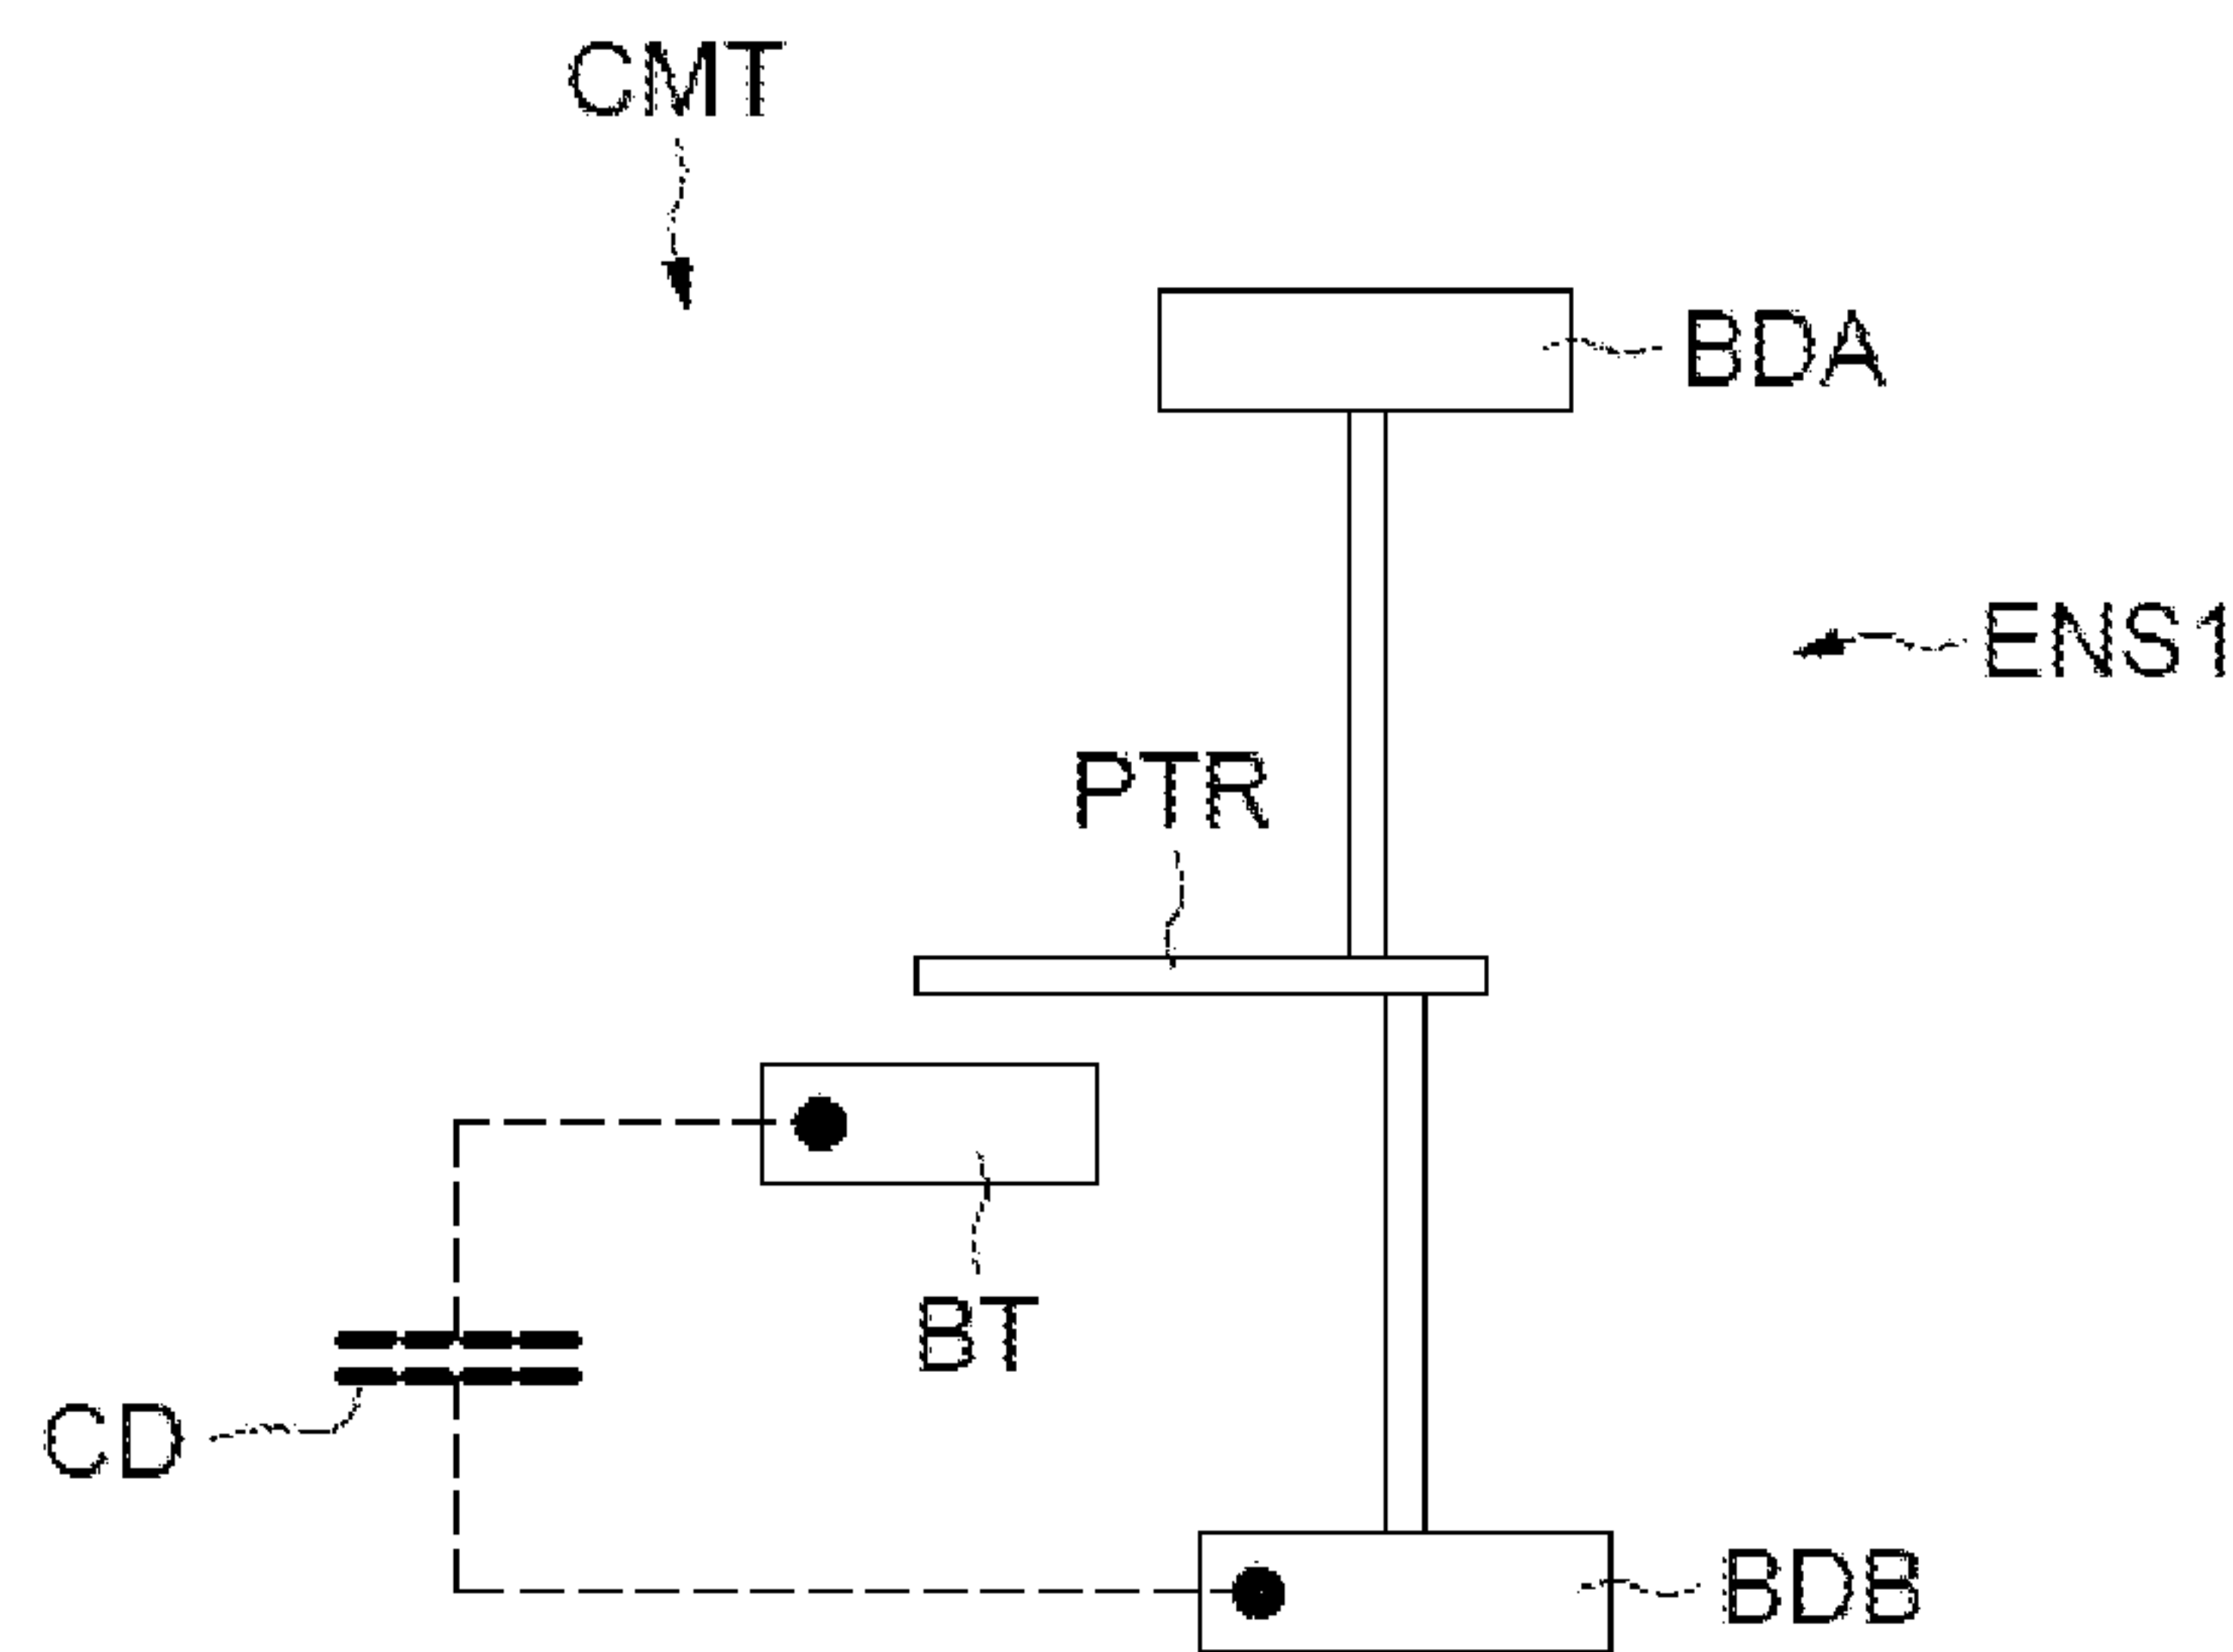 CMT
BDA
ENS1
PTR
BT
CD
BDB